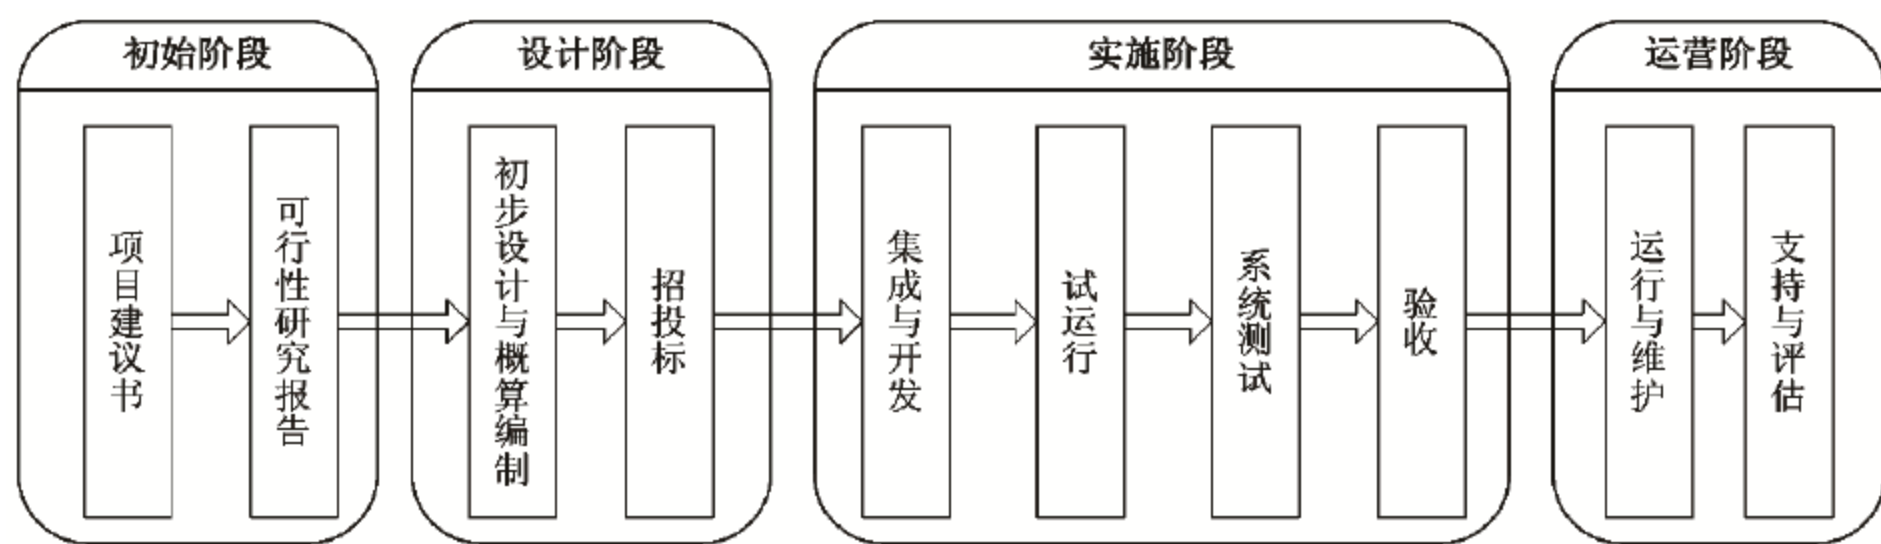 初始阶段
项目建议书
可行性研究报告
设计阶段
初步设计与概算编制
招投标
实施阶段
集成与开发
试运行
系统测试
验收
运营阶段
运行与维护
支持与评估